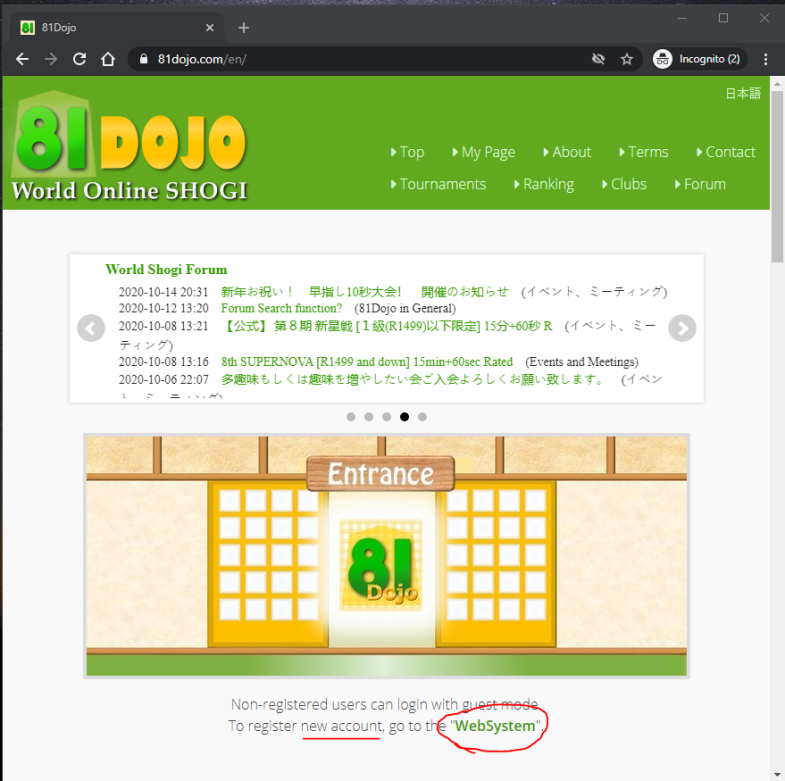 81Dojo
81dojo.com/en/
Incognito (2)
日本語
81 DOJO
World Online SHOGI
Top My Page About Terms Contact
Tournaments Ranking Clubs Forum
World Shogi Forum
2020-10-14 20:31 新年お祝い! 早指し10秒大会! 開催のお知らせ (イベント、ミーティング)
2020-10-12 13:20 Forum Search function? (81Dojo in General)
2020-10-08 13:21 【公式】 第８期 新星戦 [１級(R1499)以下限定] 15分+60秒 R (イベント、ミー
ティング)
2020-10-08 13:16 8th SUPERNOVA [R1499 and down] 15min+60sec Rated (Events and Meetings)
2020-10-06 22:07 多趣味もしくは趣味を増やしたい会ご入会よろしくお願い致します。 (イベン
ト、ミーティング)
Entrance
81
Dojo
Non-registered users can login with guest mode.
To register new account, go to the "WebSystem".